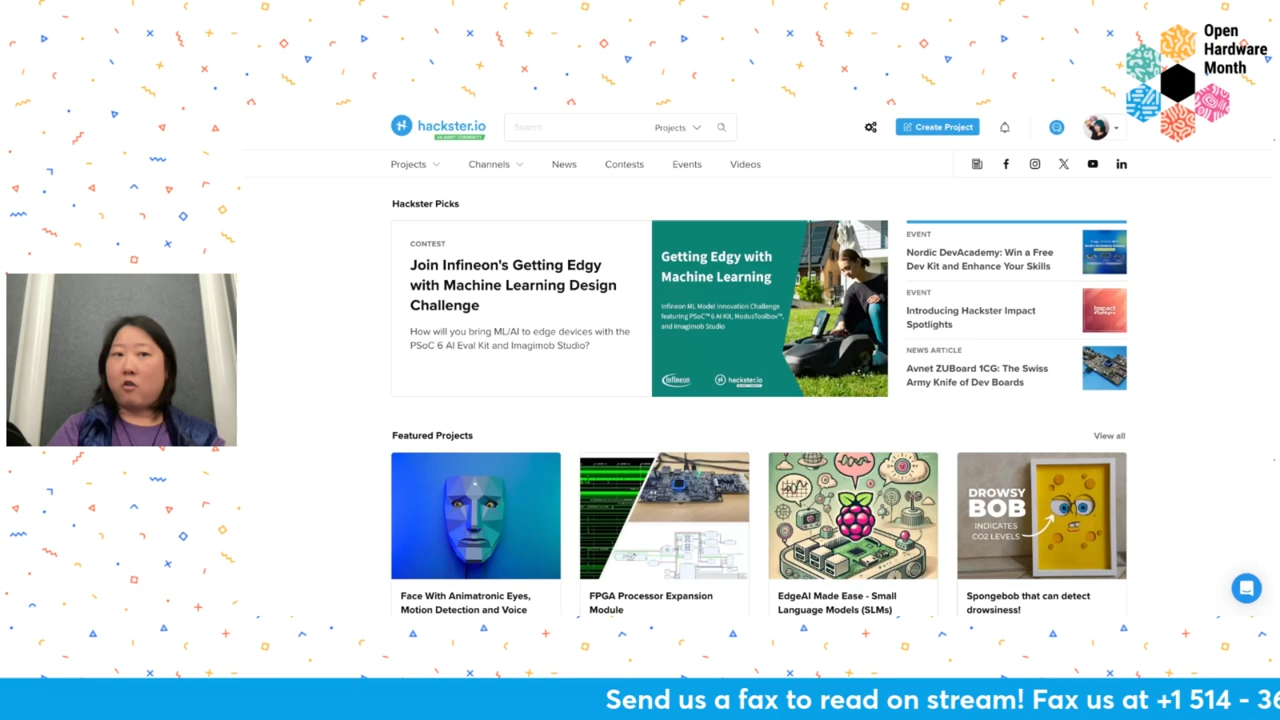 Open
Hardware
Month
hackster.io
AN AVNET COMMUNITY
Search
Projects
Create Project
Projects
Channels
News
Contests
Events
Videos
Hackster Picks
CONTEST
Join Infineon's Getting Edgy
with Machine Learning Design
Challenge
How will you bring ML/AI to edge devices with the
PSoC 6 AI Eval Kit and Imagimob Studio?
Getting Edgy with
Machine Learning
Infineon ML Model Innovation Challenge
featuring PSoC™ 6 AI Kit, ModusToolbox™,
and Imagimob Studio
infineon
hackster.io
EVENT
Nordic DevAcademy: Win a Free
Dev Kit and Enhance Your Skills
EVENT
Introducing Hackster Impact
Spotlights
Impact
NEWS ARTICLE
Avnet ZUBoard 1CG: The Swiss
Army Knife of Dev Boards
Featured Projects
View all
DROWSY
BOB
INDICATES
CO2 LEVELS
Face With Animatronic Eyes,
Motion Detection and Voice
FPGA Processor Expansion
Module
EdgeAI Made Ease - Small
Language Models (SLMs)
Spongebob that can detect
drowsiness!
Send us a fax to read on stream! Fax us at +1 514 - 36